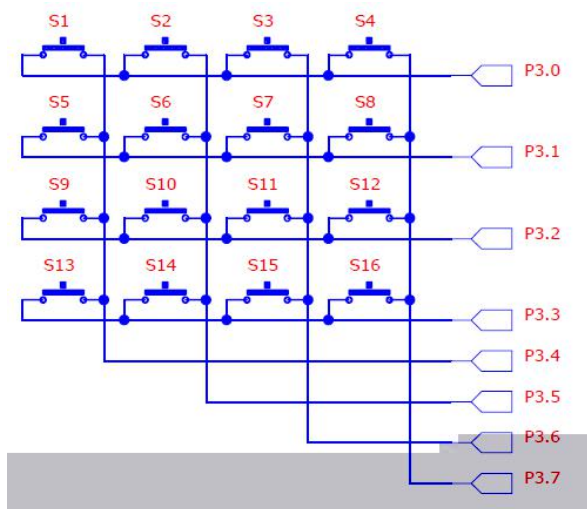 S1 S2 S3 S4
P3.0
S5 S6 S7 S8
P3.1
S9 S10 S11 S12
P3.2
S13 S14 S15 S16
P3.3
P3.4
P3.5
P3.6
P3.7